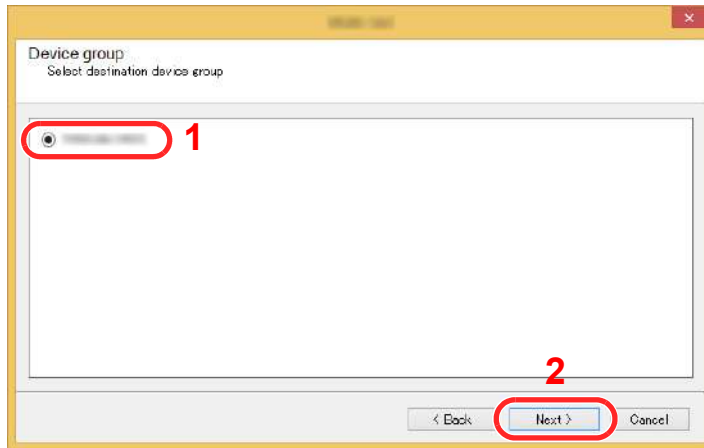 Device group
Select destination device group
1
2
< Back
Next >
Cancel